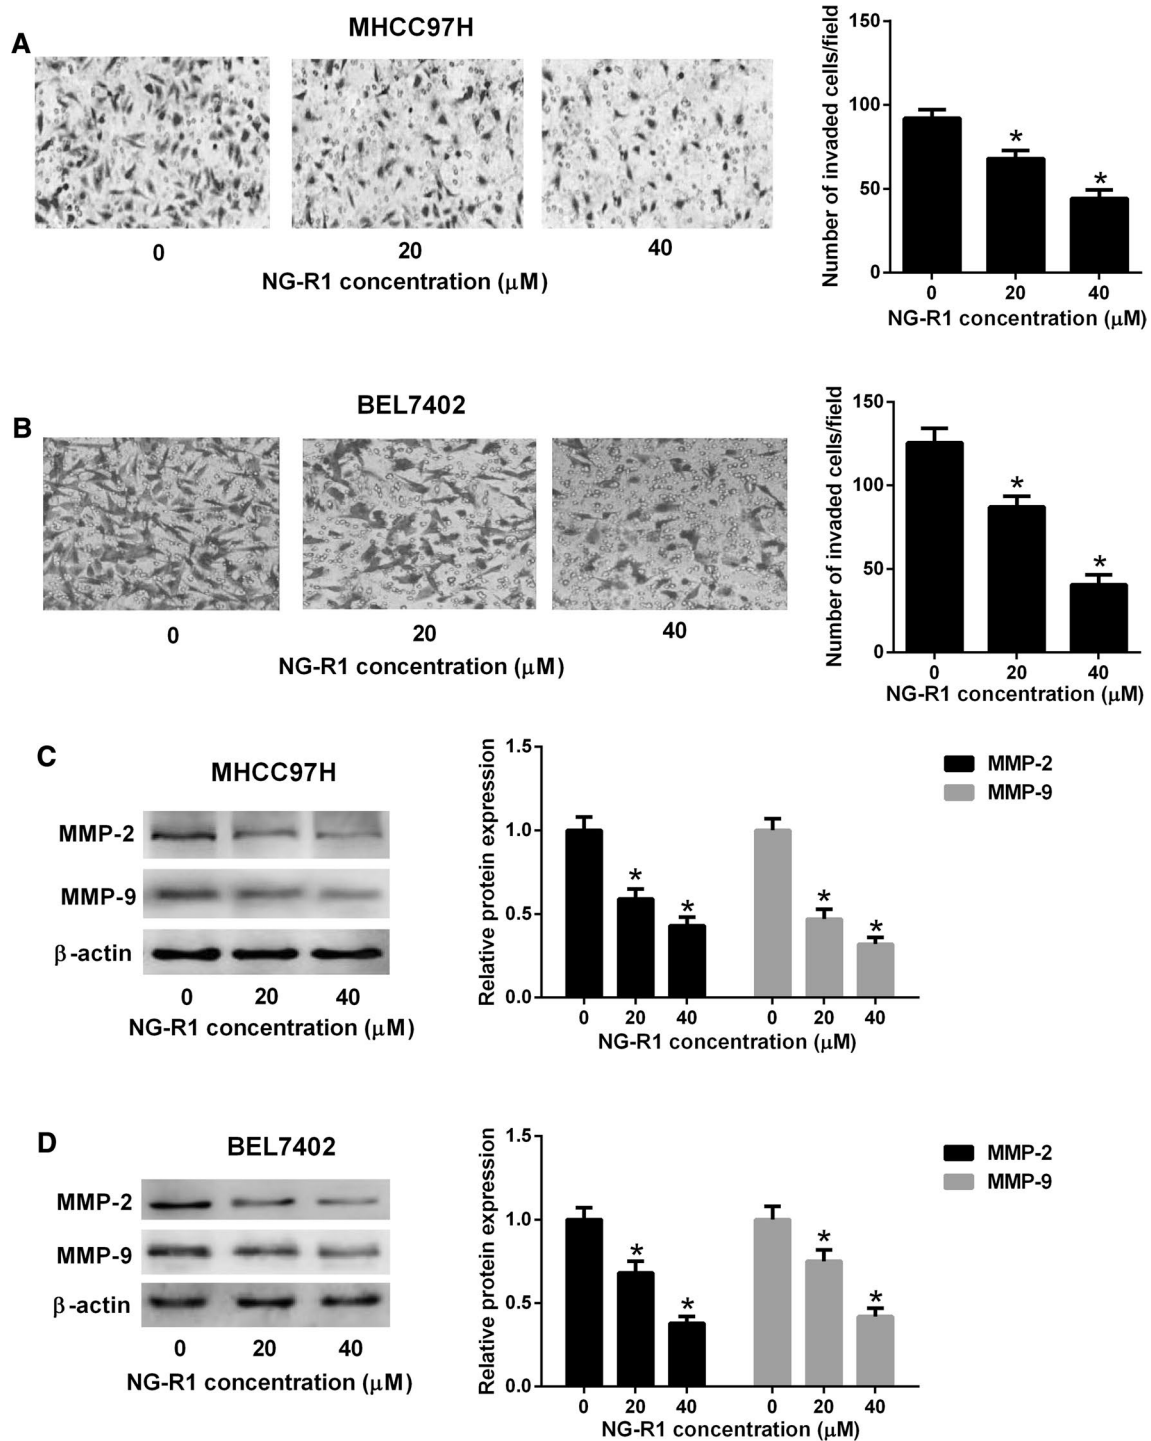 A
MHCC97H
0
20
40
NG-R1 concentration (μM)
Number of invaded cells/field
150
100
50
0
*
*
0
20
40
NG-R1 concentration (μM)
B
BEL7402
0
20
40
NG-R1 concentration (μM)
Number of invaded cells/field
150
100
50
0
*
*
0
20
40
NG-R1 concentration (μM)
C
MHCC97H
MMP-2
MMP-9
β-actin
0
20
40
NG-R1 concentration (μM)
Relative protein expression
1.5
1.0
0.5
0.0
*
*
*
*
0
20
40
0
20
40
NG-R1 concentration (μM)
MMP-2
MMP-9
D
BEL7402
MMP-2
MMP-9
β-actin
0
20
40
NG-R1 concentration (μM)
Relative protein expression
1.5
1.0
0.5
0.0
*
*
*
*
0
20
40
0
20
40
NG-R1 concentration (μM)
MMP-2
MMP-9